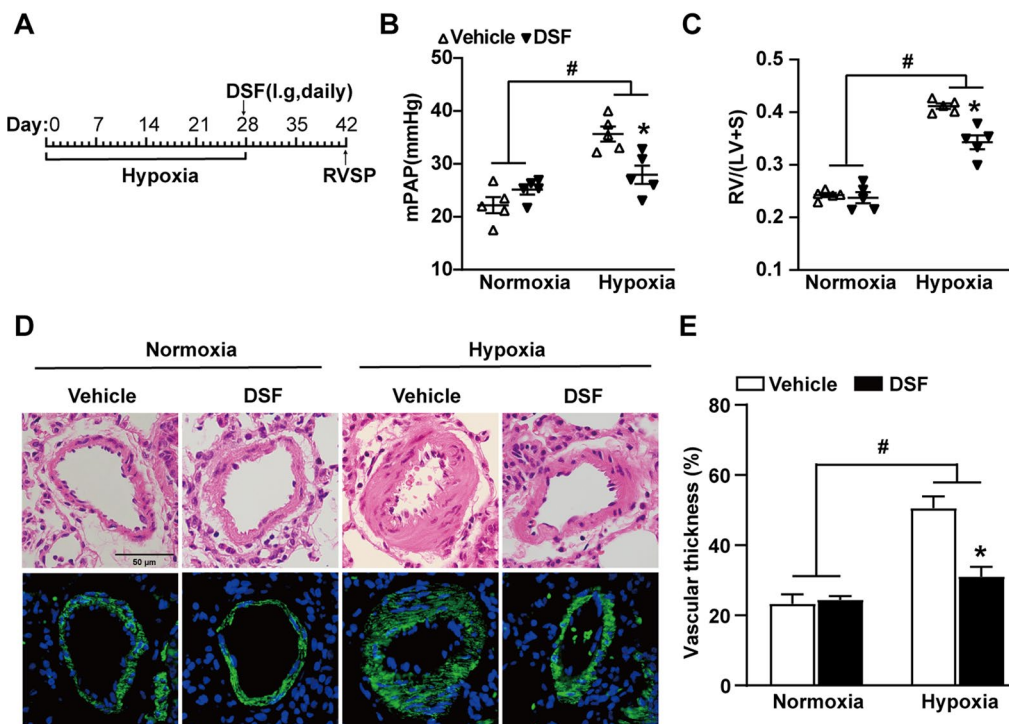 A
DSF(I.g,daily)
Day:0 7 14 21 28 35 42
Hypoxia
RVSP
B
Vehicle DSF
mPAP(mmHg)
50
40
30
20
10
#
*
Normoxia Hypoxia
C
RV/(LV+S)
0.5
0.4
0.3
0.2
0.1
#
*
Normoxia Hypoxia
D
Normoxia Hypoxia
Vehicle DSF Vehicle DSF
50 μm
E
Vehicle DSF
Vascular thickness (%)
80
60
40
20
0
#
*
Normoxia Hypoxia